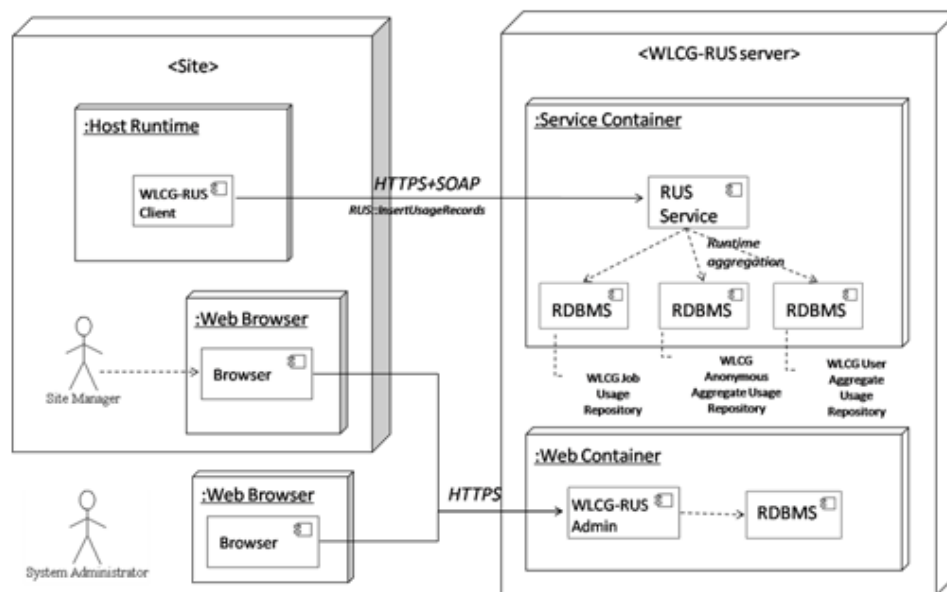 <Site>
:Host Runtime
WLCG-RUS
Client
HTTPS+SOAP
RUS::InsertUsageRecords
<WLCG-RUS server>
:Service Container
RUS
Service
Runtime
aggregation
RDBMS
RDBMS
RDBMS
WLCG Job
Usage
Repository
WLCG
Anonymous
Aggregate Usage
Repository
WLCG User
Aggregate
Usage
Repository
:Web Browser
Browser
Site Manager
:Web Browser
Browser
System Administrator
HTTPS
:Web Container
WLCG-RUS
Admin
RDBMS